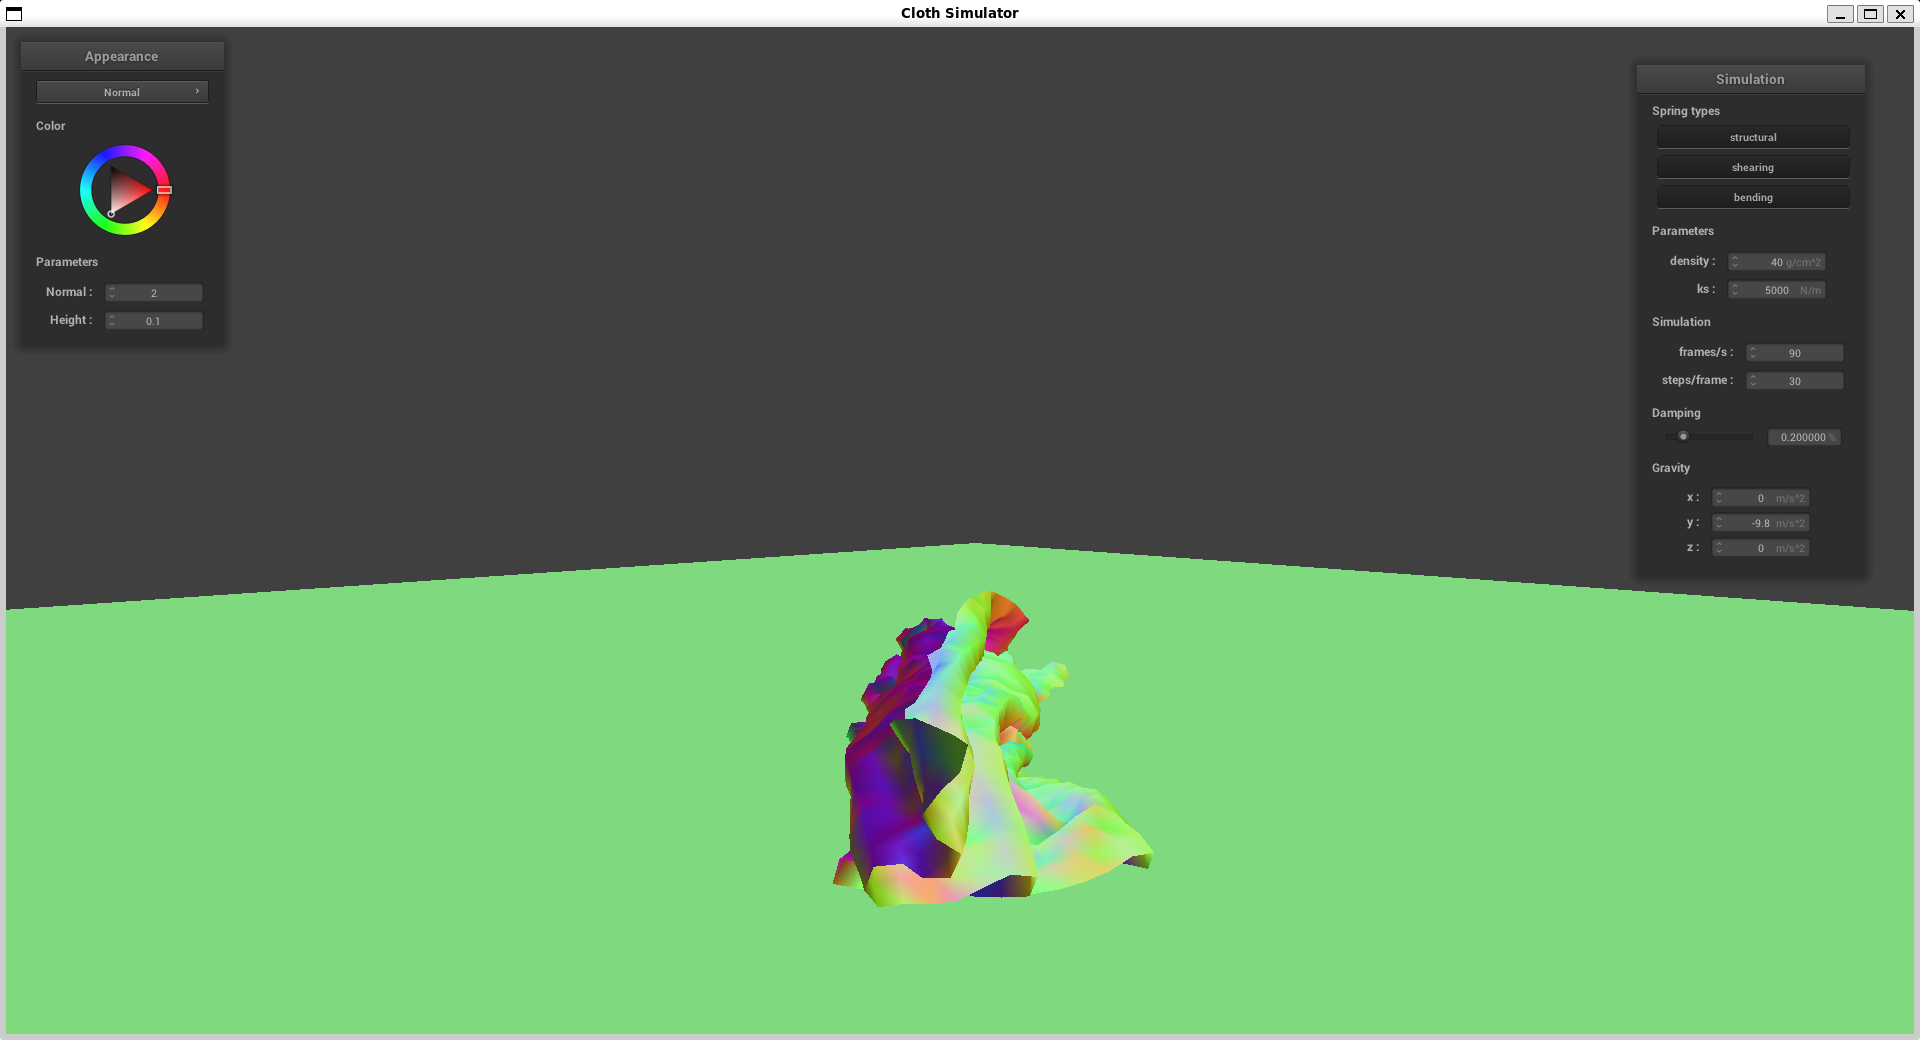 Cloth Simulator
Appearance
Normal
Color
Parameters
Normal : 2
Height : 0.1
Simulation
Spring types
structural
shearing
bending
Parameters
density : 40 g/cm^2
ks : 5000 N/m
Simulation
frames/s : 90
steps/frame : 30
Damping
0.200000 %
Gravity
x : 0 m/s^2
y : -9.8 m/s^2
z : 0 m/s^2